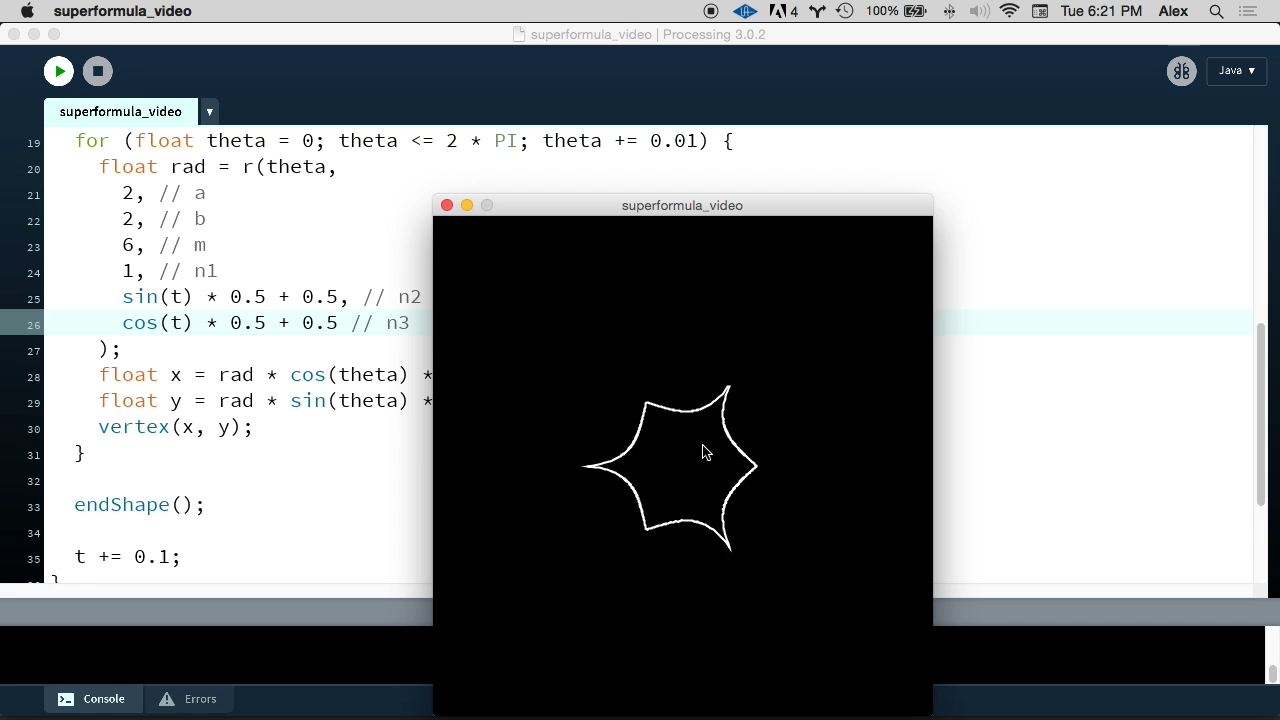 superformula_video
4
100%
Tue 6:21 PM Alex
superformula_video | Processing 3.0.2
Java ▾
superformula_video ▾
19 for (float theta = 0; theta <= 2 * PI; theta += 0.01) {
20 float rad = r(theta,
21 2, // a
22 2, // b
23 6, // m
24 1, // n1
25 sin(t) * 0.5 + 0.5, // n2
26 cos(t) * 0.5 + 0.5 // n3
27 );
28 float x = rad * cos(theta) *
29 float y = rad * sin(theta) *
30 vertex(x, y);
31 }
32
33 endShape();
34
35 t += 0.1;
}
superformula_video
Console Errors